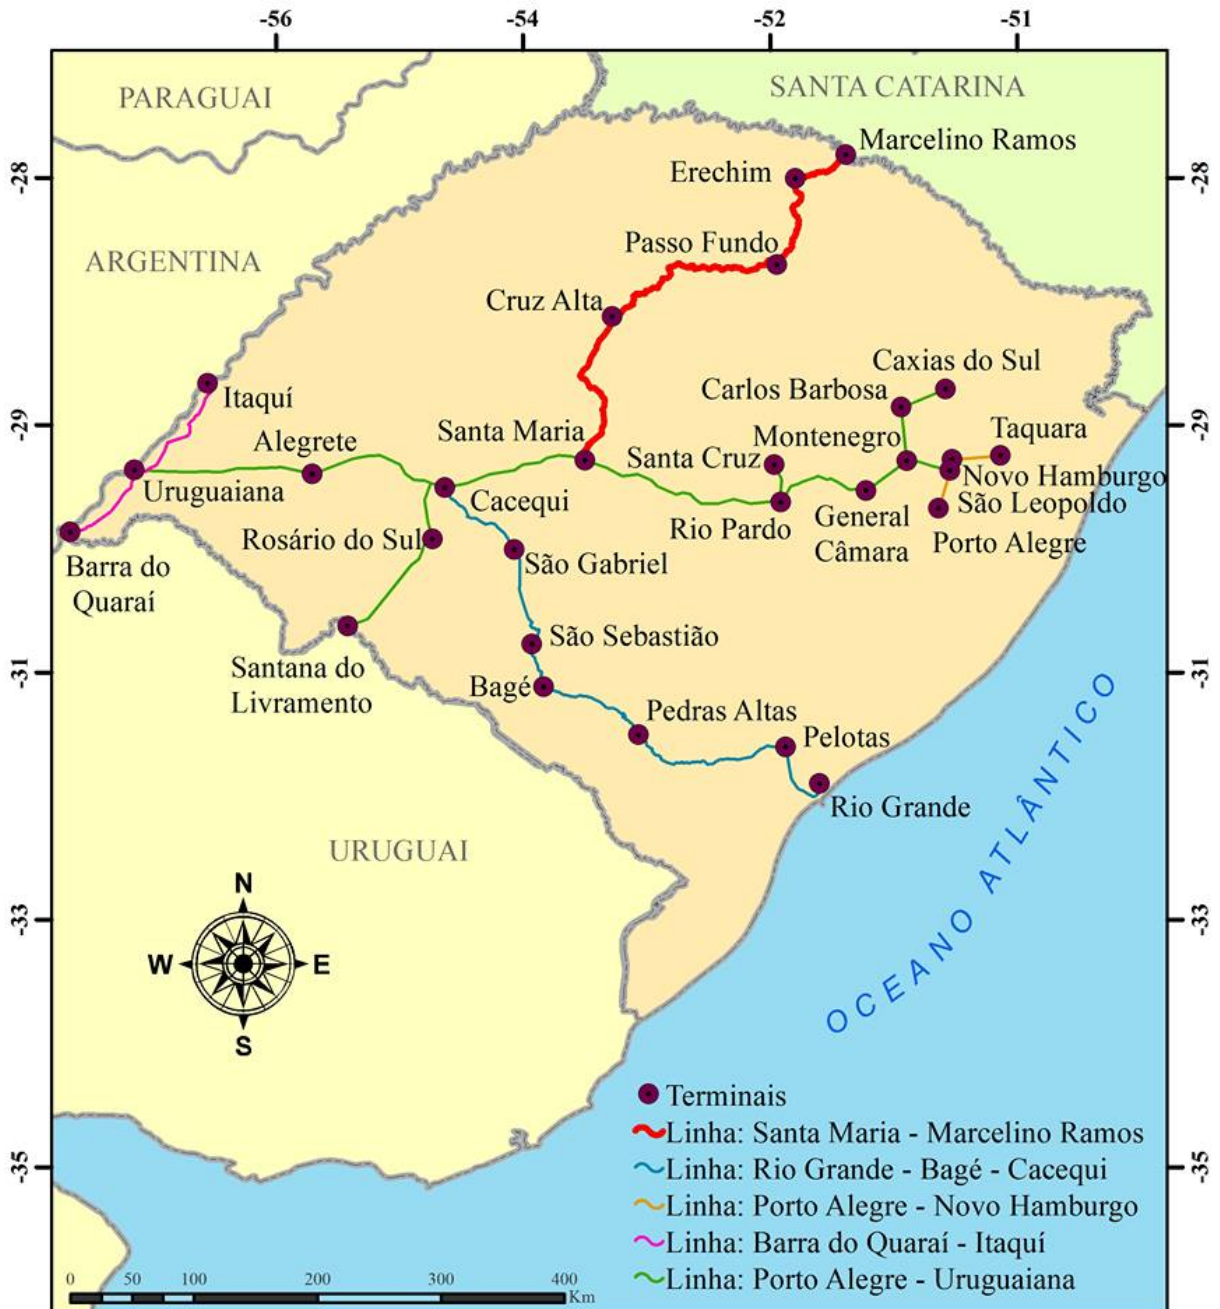 -56 -54 -52 -51
PARAGUAI
SANTA CATARINA
Marcelino Ramos
-28
Erechim
-28
Passo Fundo
ARGENTINA
Cruz Alta
Caxias do Sul
Carlos Barbosa
Itaquí
-29
Alegrete
Santa Maria
Montenegro
Taquara
-29
Santa Cruz
Novo Hamburgo
Uruguaiana
Cacequi
São Leopoldo
Rio Pardo
General
Câmara
Rosário do Sul
Porto Alegre
Barra do
Quaraí
São Gabriel
São Sebastião
-31
Santana do
Livramento
Bagé
-31
Pedras Altas
Pelotas
Rio Grande
OCEANO ATLÂNTICO
URUGUAI
N
-33
-33
W E
S
Terminais
Linha: Santa Maria - Marcelino Ramos
-35
-35
Linha: Rio Grande - Bagé - Cacequi
Linha: Porto Alegre - Novo Hamburgo
Linha: Barra do Quaraí - Itaquí
Linha: Porto Alegre - Uruguaiana
0 50 100 200 300 400
Km